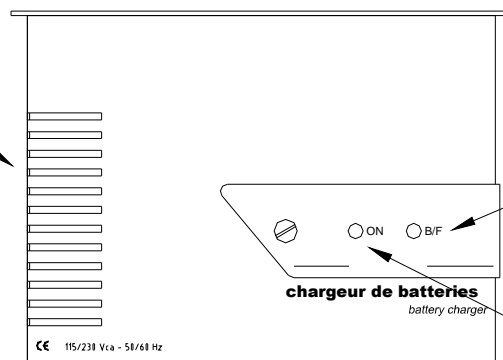 ON B/F
chargeur de batteries
battery charger
CE 115/230 Vca - 50/60 Hz